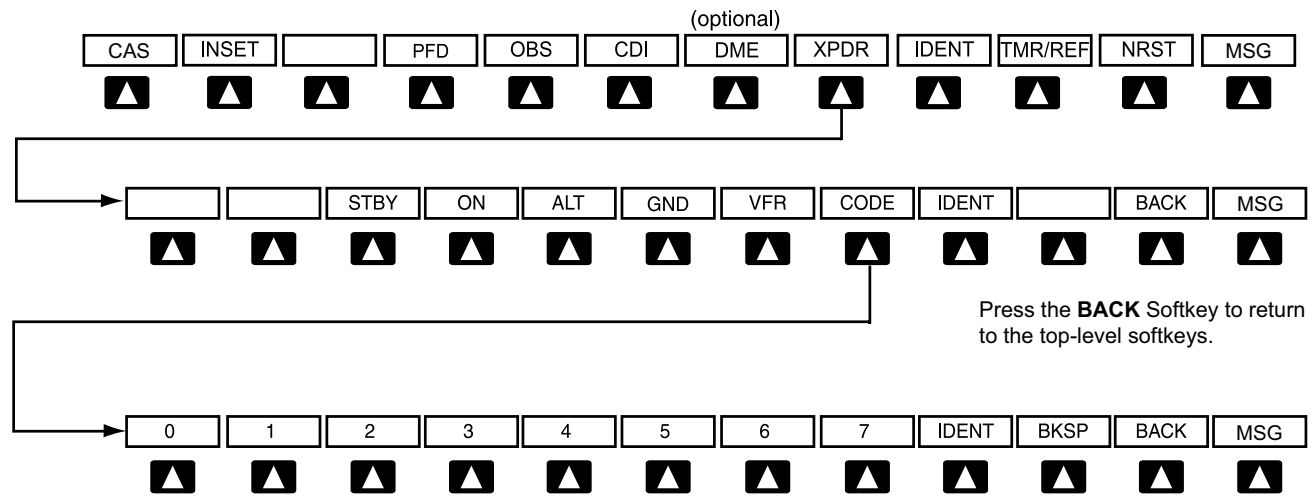 (optional)
CAS INSET PFD OBS CDI DME XPDR IDENT TMR/REF NRST MSG
STBY ON ALT GND VFR CODE IDENT BACK MSG
Press the BACK Softkey to return
to the top-level softkeys.
0 1 2 3 4 5 6 7 IDENT BKSP BACK MSG